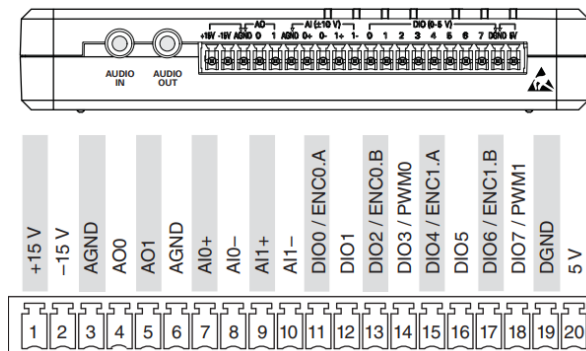 AO AI (±10 V) DIO (0-5 V)
+15V -15V AGND 0 1 AGND 0+ 0- 1+ 1- 0 1 2 3 4 5 6 7 DGND 5V
AUDIO IN
AUDIO OUT
+15 V
–15 V
AGND
AO0
AO1
AGND
AI0+
AI0–
AI1+
AI1–
DIO0 / ENC0.A
DIO1
DIO2 / ENC0.B
DIO3 / PWM0
DIO4 / ENC1.A
DIO5
DIO6 / ENC1.B
DIO7 / PWM1
DGND
5 V
1 2 3 4 5 6 7 8 9 10 11 12 13 14 15 16 17 18 19 20